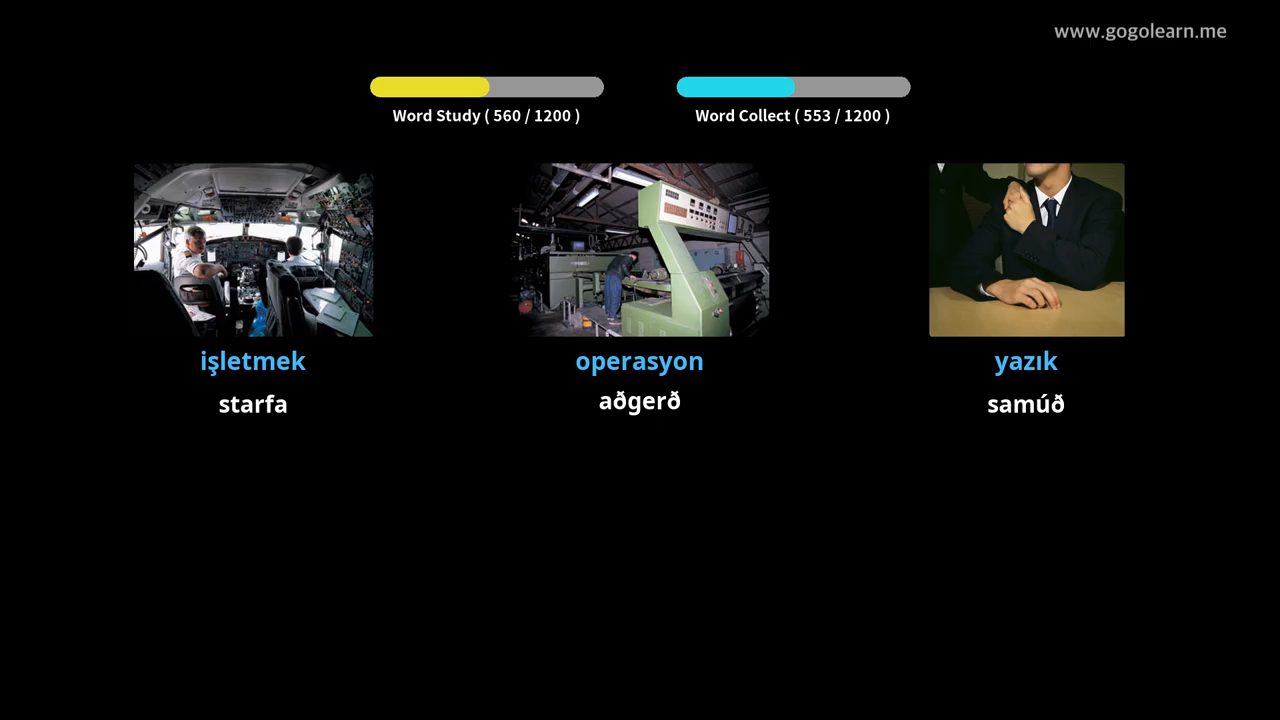 www.gogolearn.me
Word Study ( 560 / 1200 )
Word Collect ( 553 / 1200 )
işletmek
operasyon
yazık
starfa
aðgerð
samúð